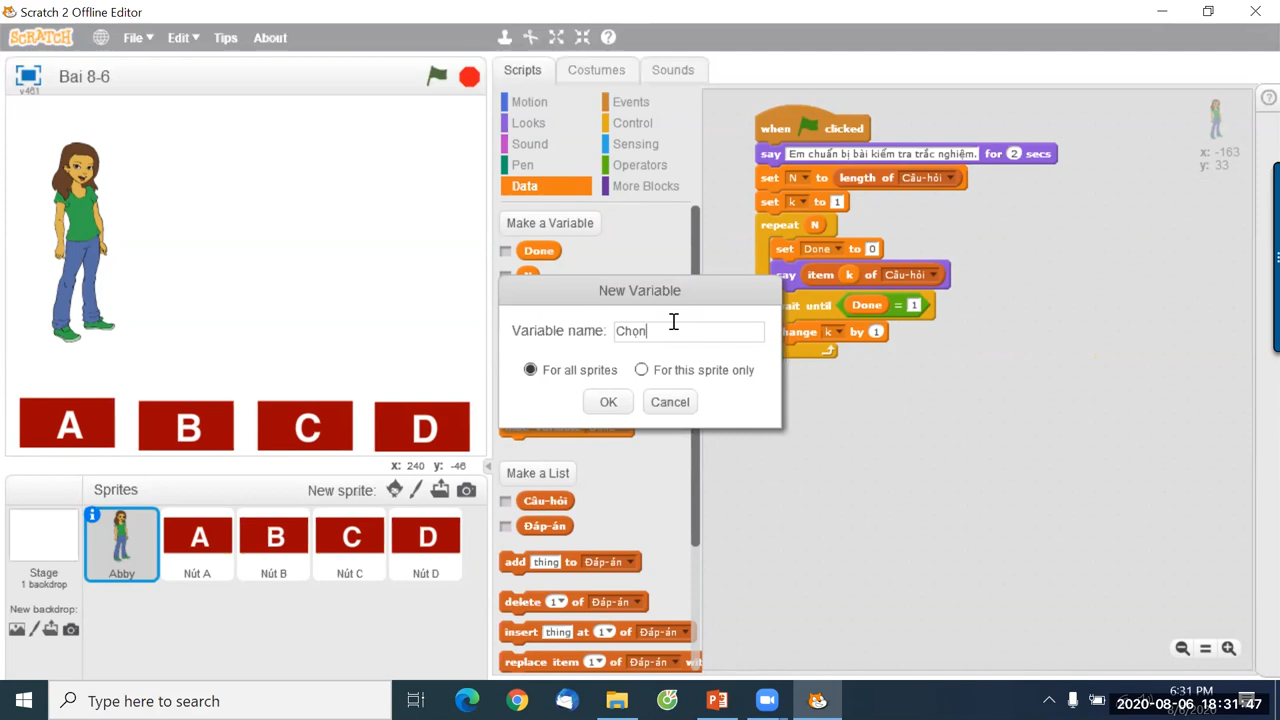 Scratch 2 Offline Editor
SCRATCH File Edit Tips About
v461 Bai 8-6
Scripts Costumes Sounds
Motion Events
Looks Control
Sound Sensing
Pen Operators
Data More Blocks
Make a Variable
Done
New Variable
Variable name: Chọn
For all sprites For this sprite only
OK Cancel
Make a List
Câu-hỏi
Đáp-án
add thing to Đáp-án
delete 1 of Đáp-án
insert thing at 1 of Đáp-án
replace item 1 of Đáp-án
when clicked
say Em chuẩn bị bài kiểm tra trắc nghiệm. for 2 secs
set N to length of Câu-hỏi
set k to 1
repeat N
set Done to 0
say item k of Câu-hỏi
wait until Done = 1
change k by 1
x: -163
y: 33
A B C D
x: 240 y: -46
Sprites New sprite:
A B C D
Stage
1 backdrop
New backdrop:
Abby Nút A Nút B Nút C Nút D
Type here to search
6:31 PM
2020-08-06 18:31:47